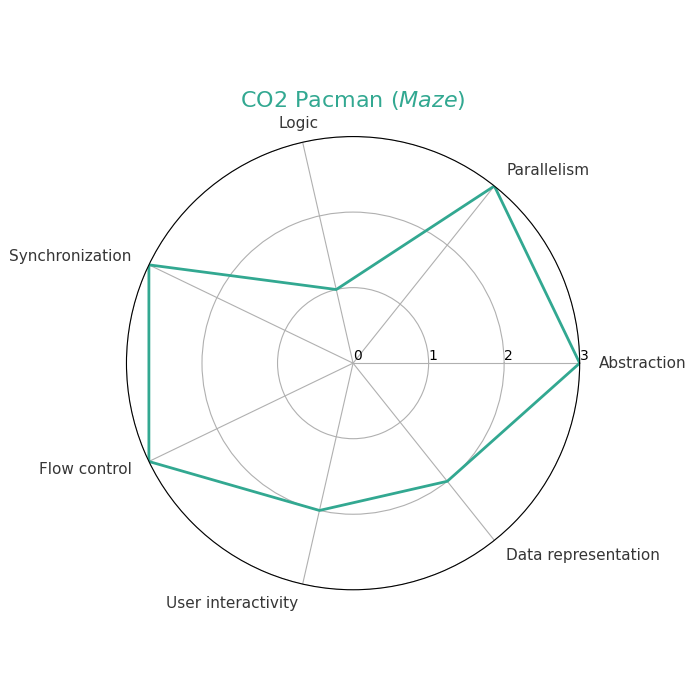 CO2 Pacman (Maze)
Logic
Parallelism
Synchronization
0
1
2
3
Abstraction
Flow control
Data representation
User interactivity